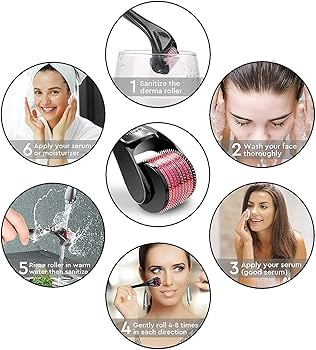 1 Sanitize the
derma roller
2 Wash your face
thoroughly
3 Apply your serum
(good serum)
4 Gently roll 4-8 times
in each direction
5 Rinse roller in warm
water then sanitize
6 Apply your serum
or moisturizer